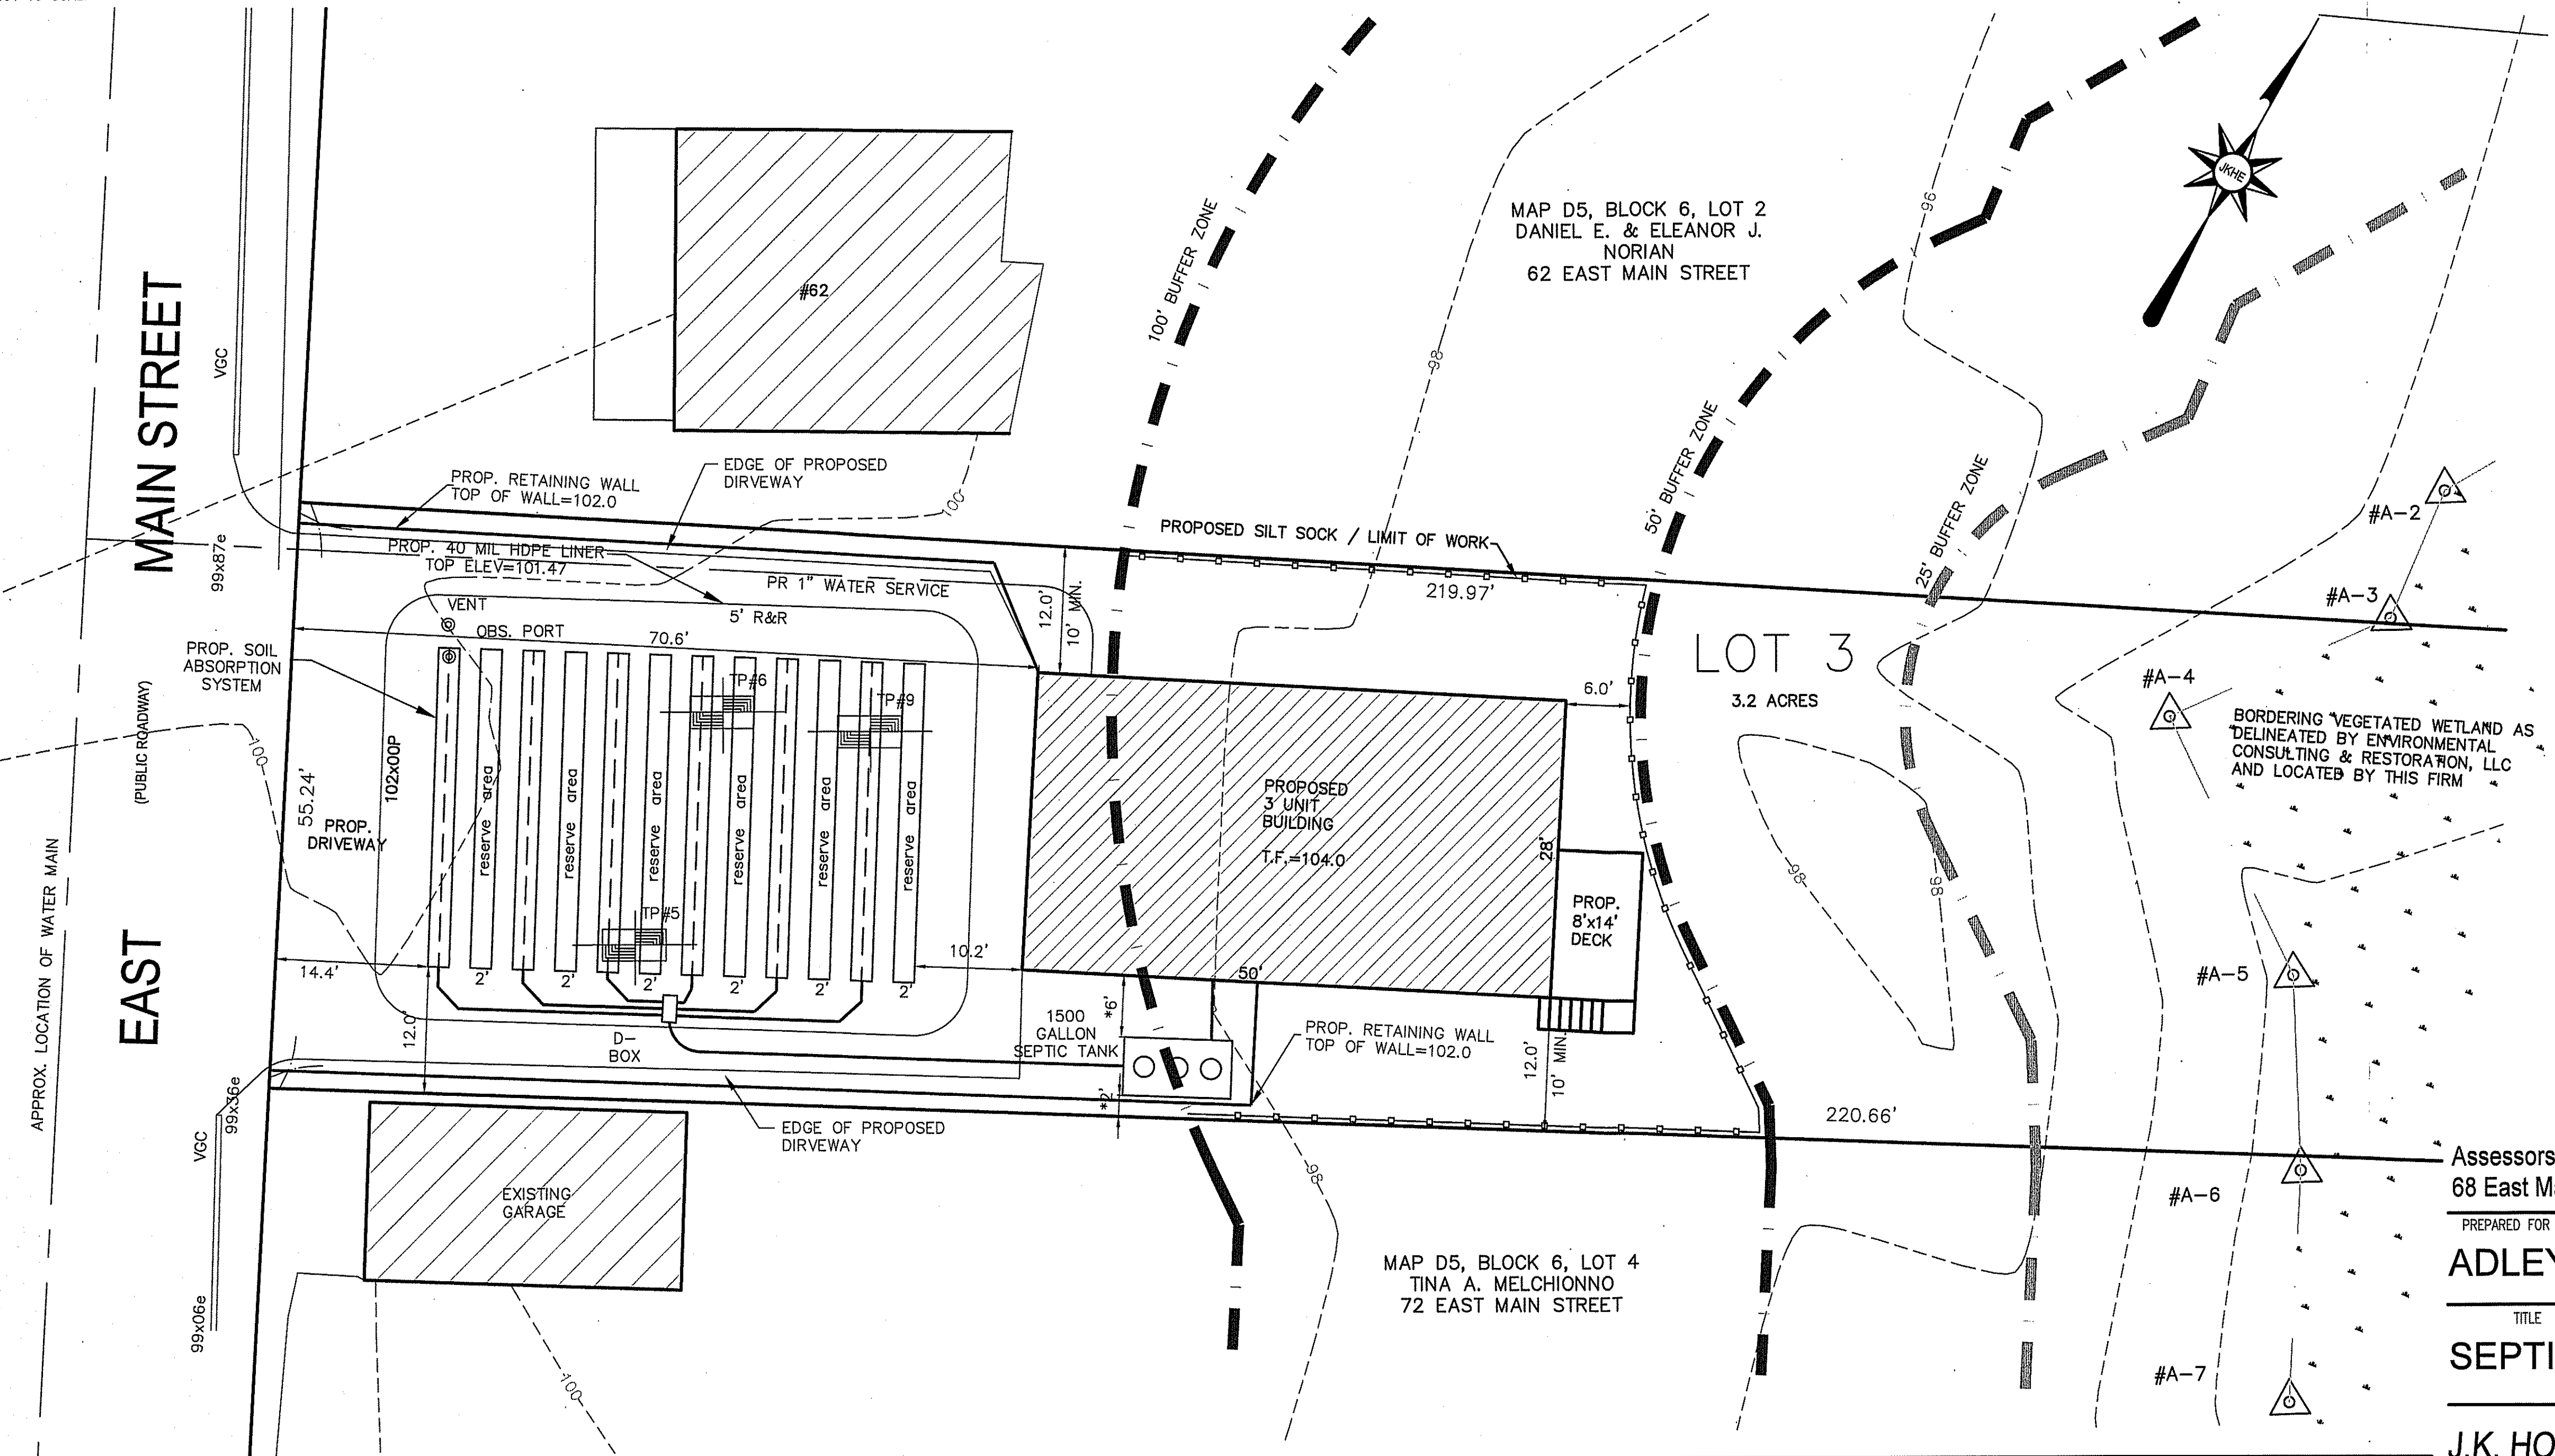 MAIN STREET
EAST
VGC
99x87e
(PUBLIC ROADWAY)
APPROX. LOCATION OF WATER MAIN
99x36e
VGC
99x06e
55.24'
#62
100' BUFFER ZONE
MAP D5, BLOCK 6, LOT 2
DANIEL E. & ELEANOR J.
NORIAN
62 EAST MAIN STREET
96
98
JKHE
PROP. RETAINING WALL
TOP OF WALL=102.0
EDGE OF PROPOSED
DIRVEWAY
100
PROP. 40 MIL HDPE LINER
TOP ELEV=101.47
PR 1" WATER SERVICE
VENT
5' R&R
OBS. PORT
70.6'
12.0'
10' MIN.
PROPOSED SILT SOCK / LIMIT OF WORK
219.97'
50' BUFFER ZONE
25' BUFFER ZONE
#A-2
#A-3
#A-4
LOT 3
3.2 ACRES
6.0'
BORDERING VEGETATED WETLAND AS
DELINEATED BY ENVIRONMENTAL
CONSULTING & RESTORATION, LLC
AND LOCATED BY THIS FIRM
PROP. SOIL
ABSORPTION
SYSTEM
TP#6
TP#9
100
102x00P
PROP.
DRIVEWAY
reserve area
reserve area
reserve area
reserve area
reserve area
reserve area
TP#5
PROPOSED
3 UNIT
BUILDING
T.F.=104.0
28'
PROP.
8'x14'
DECK
98
98
14.4'
2'
2'
2'
2'
2'
2'
10.2'
50'
#A-5
12.0'
D-
BOX
1500
GALLON
SEPTIC TANK
*6'
*2'
PROP. RETAINING WALL
TOP OF WALL=102.0
12.0'
10' MIN.
220.66'
EDGE OF PROPOSED
DIRVEWAY
EXISTING
GARAGE
98
#A-6
MAP D5, BLOCK 6, LOT 4
TINA A. MELCHIONNO
72 EAST MAIN STREET
100
#A-7
Assessors
68 East M
PREPARED FOR
ADLEY
TITLE
SEPTI
J.K. HO